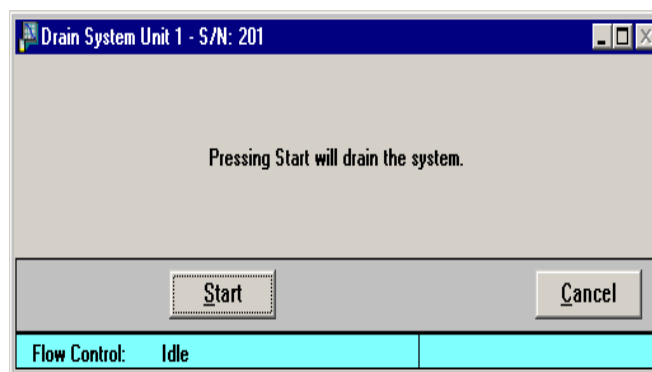 Drain System Unit 1 - S/N: 201
Pressing Start will drain the system.
Start Cancel
Flow Control: Idle